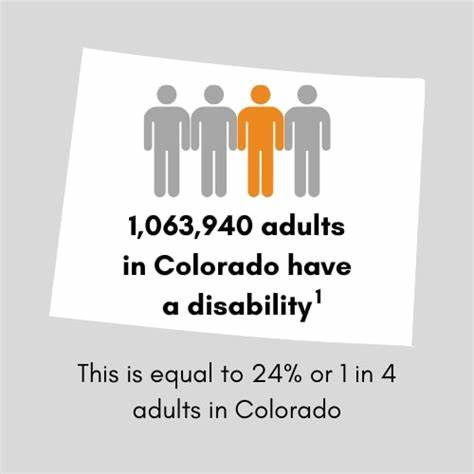 1,063,940 adults
in Colorado have
a disability¹
This is equal to 24% or 1 in 4
adults in Colorado